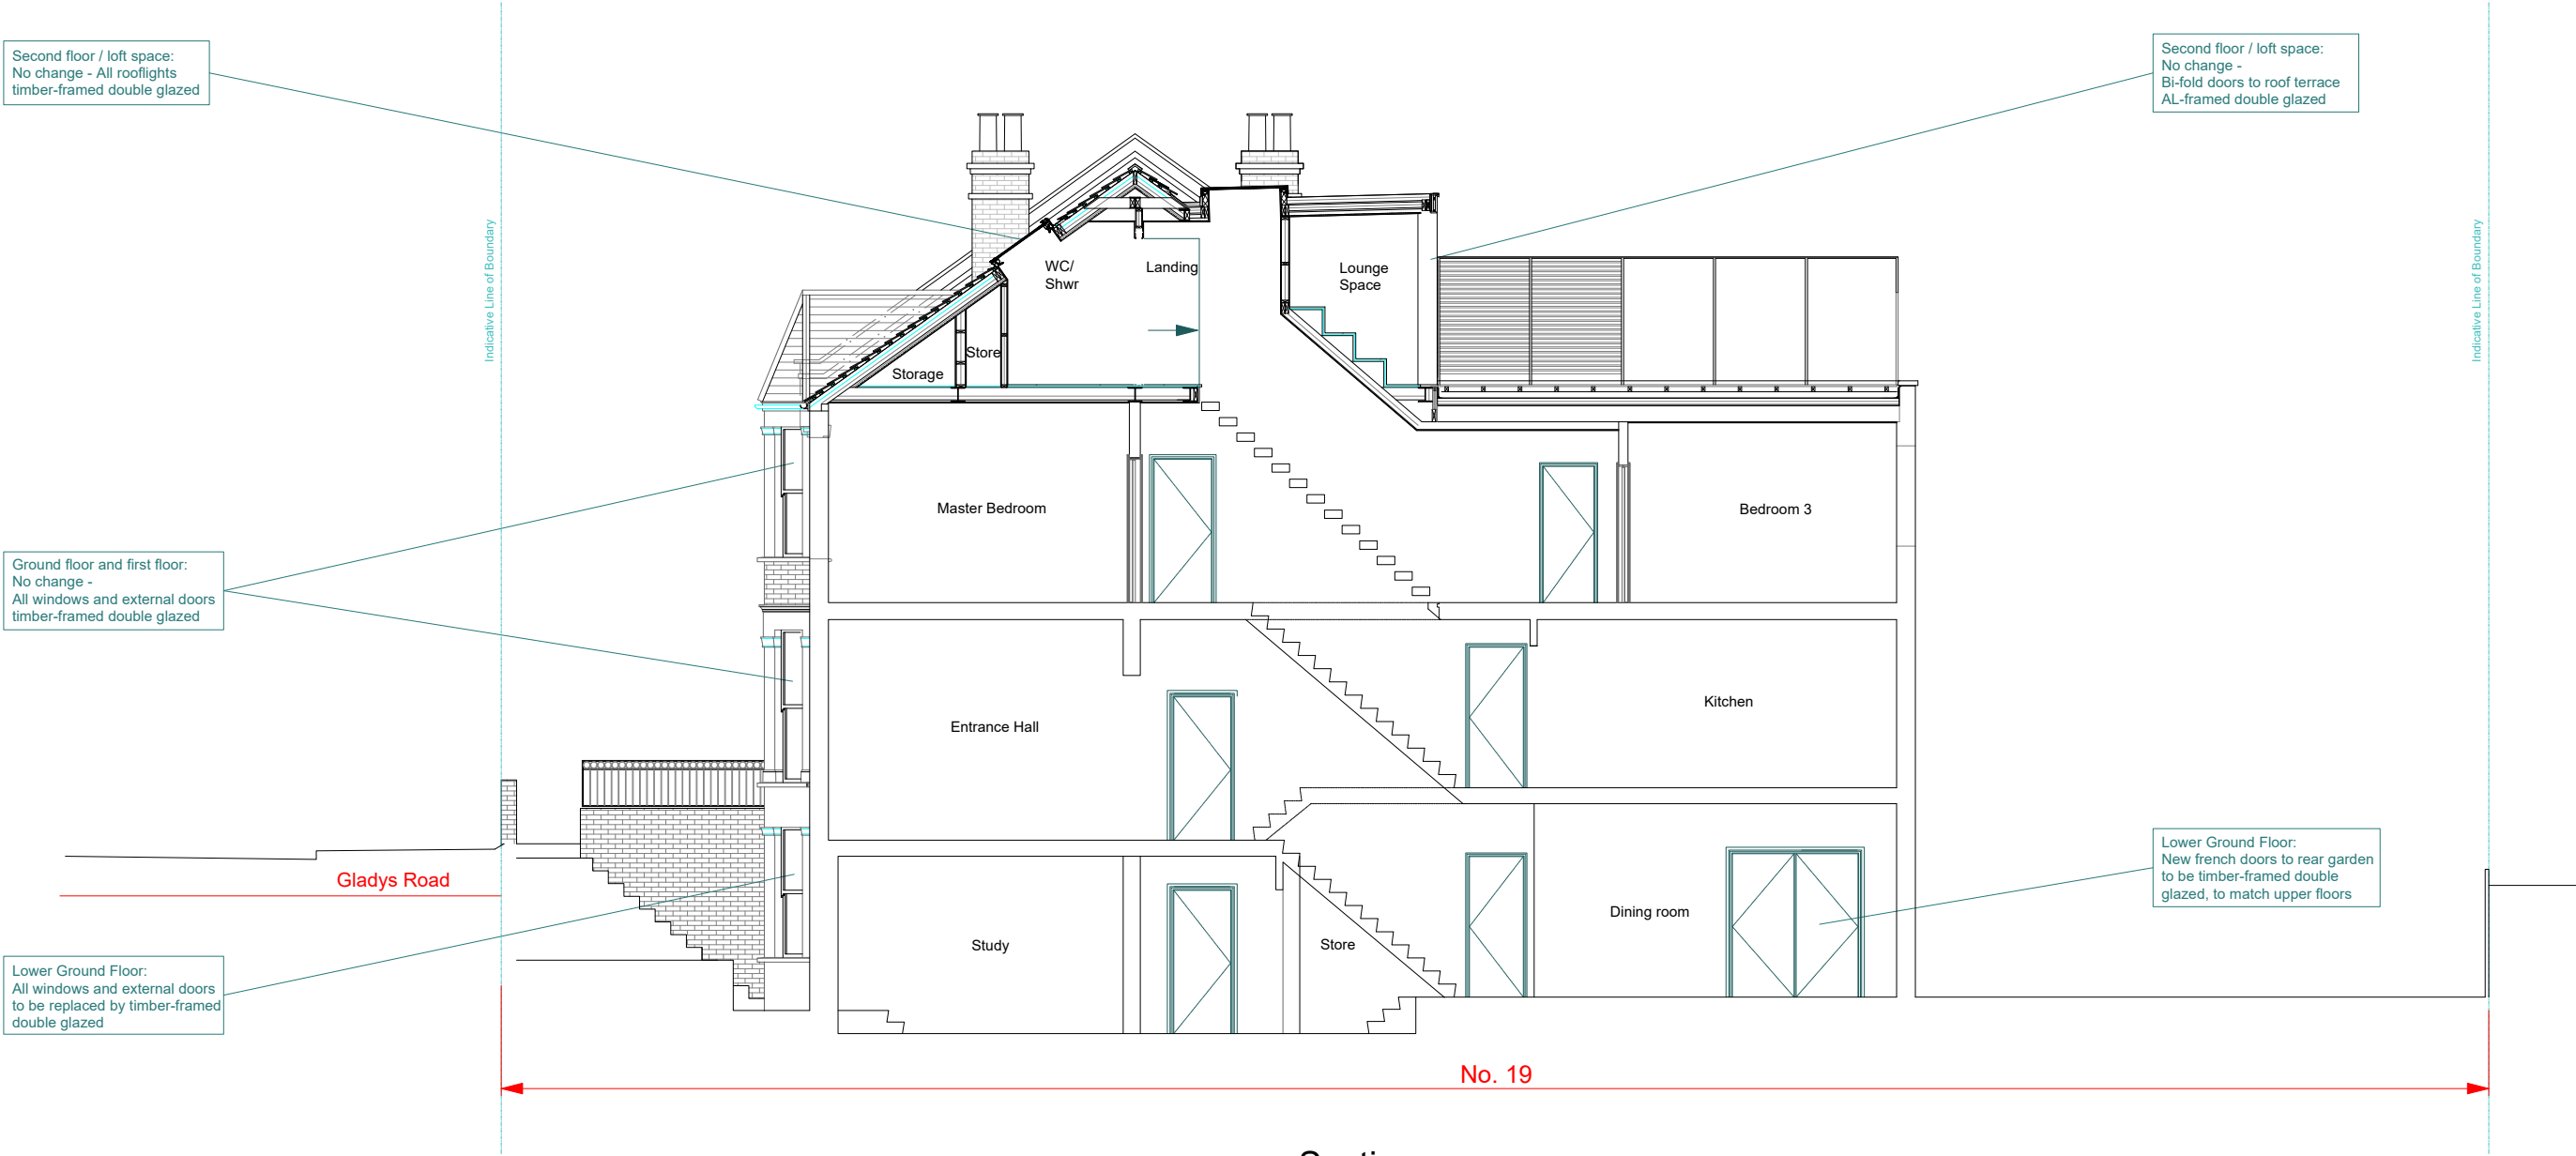 Second floor / loft space:
No change - All rooflights
timber-framed double glazed
Second floor / loft space:
No change -
Bi-fold doors to roof terrace
AL-framed double glazed
Indicative Line of Boundary
Indicative Line of Boundary
WC/
Shwr
Landing
Lounge
Space
Store
Storage
Master Bedroom
Bedroom 3
Ground floor and first floor:
No change -
All windows and external doors
timber-framed double glazed
Entrance Hall
Kitchen
Gladys Road
Lower Ground Floor:
New french doors to rear garden
to be timber-framed double
glazed, to match upper floors
Dining room
Study
Store
Lower Ground Floor:
All windows and external doors
to be replaced by timber-framed
double glazed
No. 19